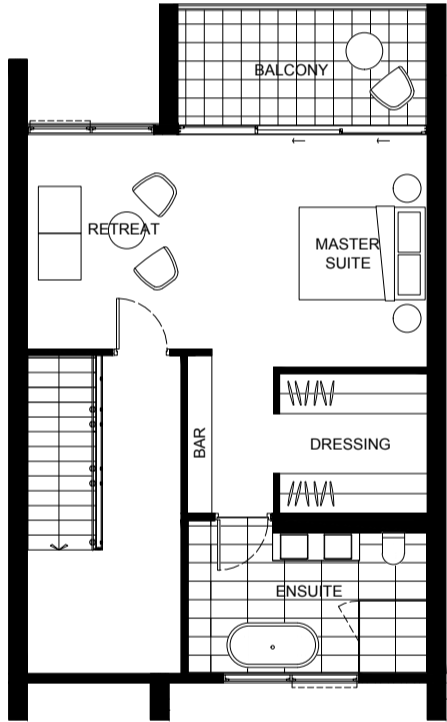 BALCONY
RETREAT
MASTER
SUITE
BAR
DRESSING
ENSUITE